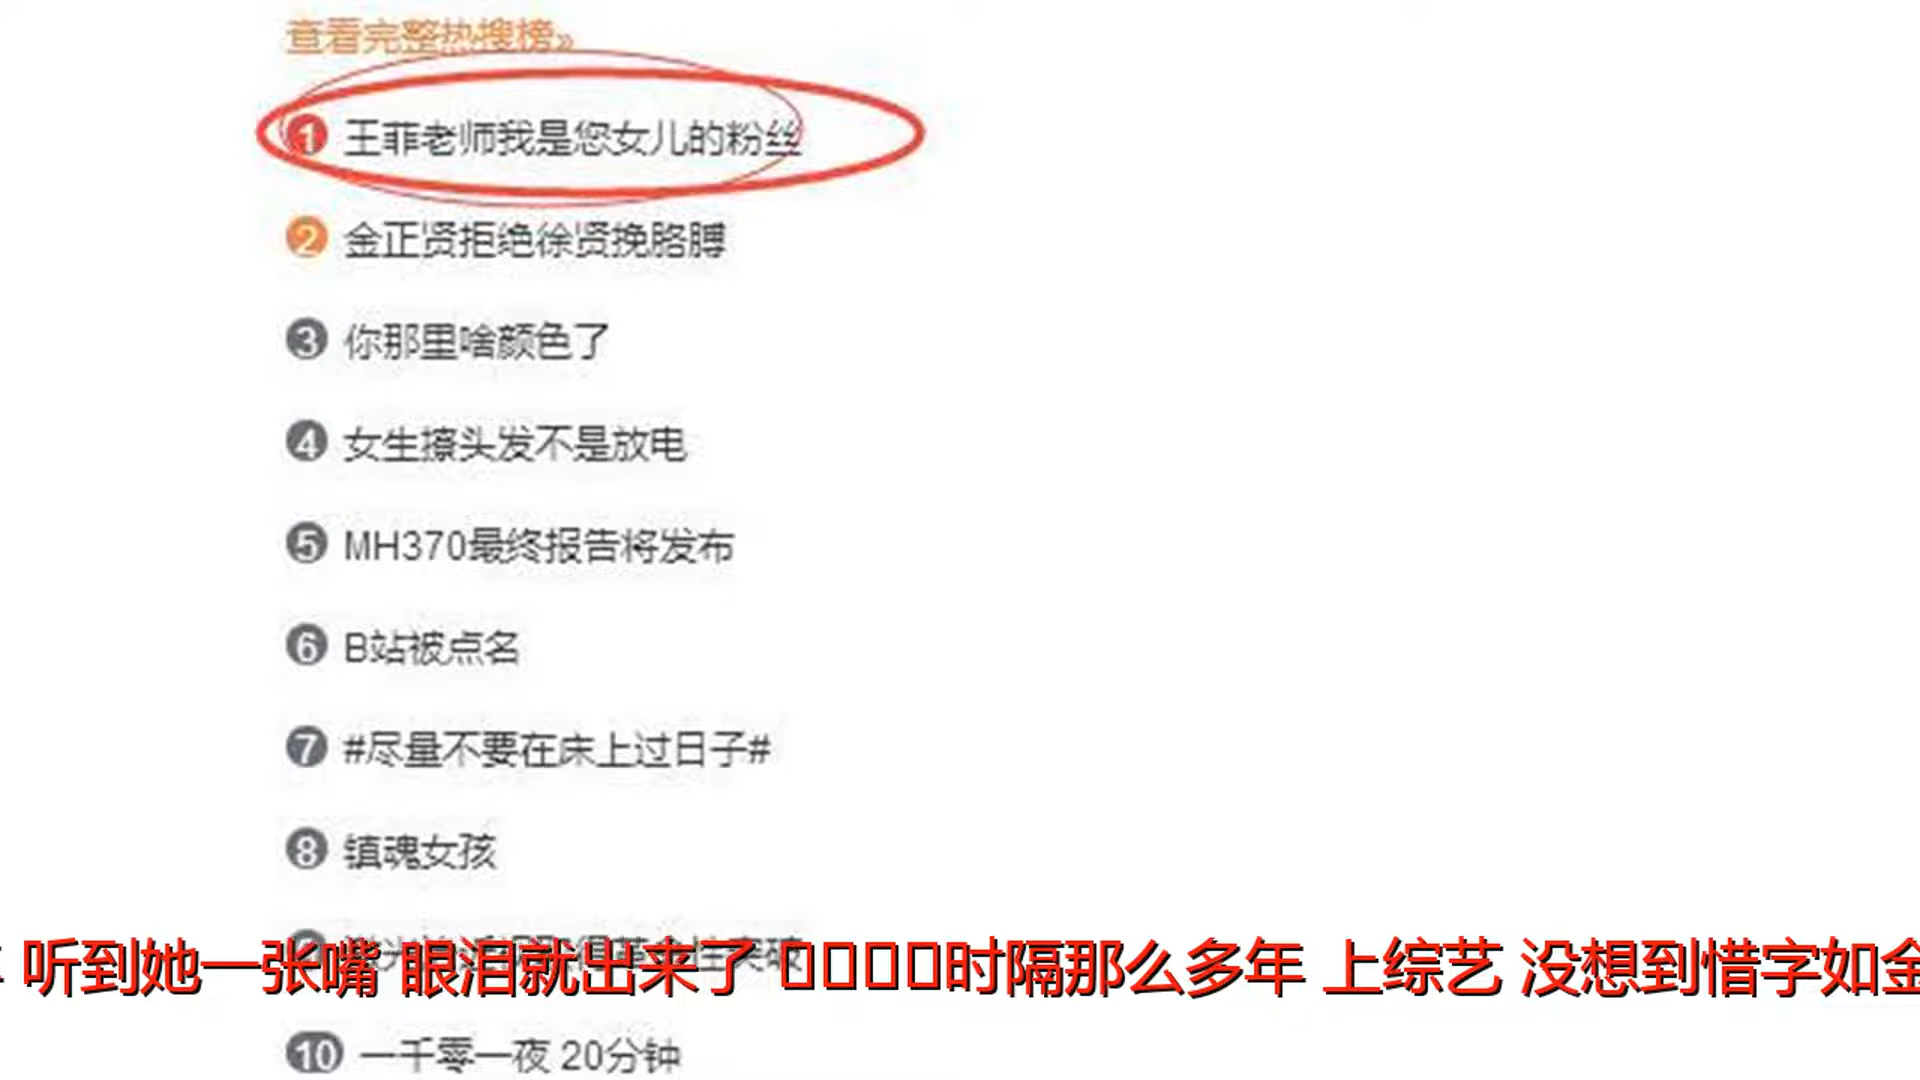 查看完整热搜榜»
1 王菲老师我是您女儿的粉丝
2 金正贤拒绝徐贤挽胳膊
3 你那里啥颜色了
4 女生擦头发不是放电
5 MH370最终报告将发布
6 B站被点名
7 #尽量不要在床上过日子#
8 镇魂女孩
听到她一张嘴 眼泪就出来了 □□□□时隔那么多年 上综艺 没想到惜字如金
10 一千零一夜 20分钟